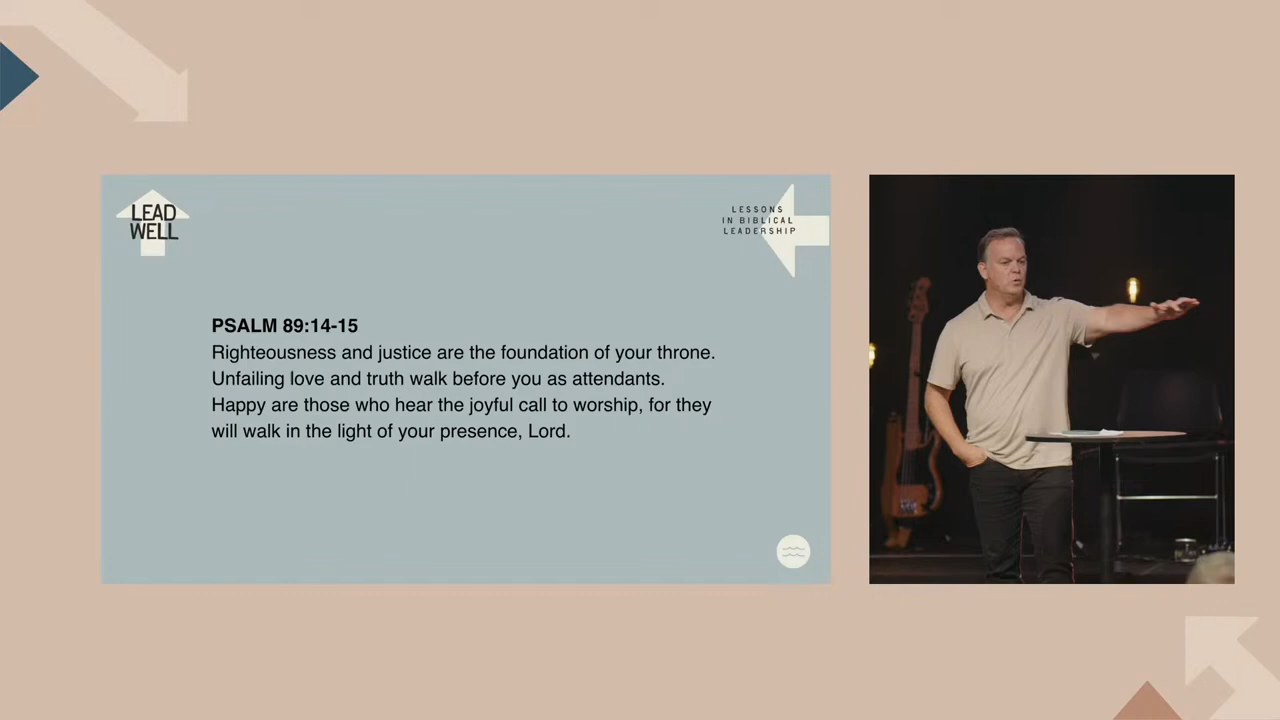 LEAD
WELL
LESSONS
IN BIBLICAL
LEADERSHIP
PSALM 89:14-15
Righteousness and justice are the foundation of your throne.
Unfailing love and truth walk before you as attendants.
Happy are those who hear the joyful call to worship, for they
will walk in the light of your presence, Lord.